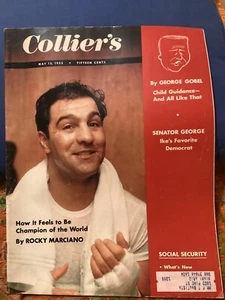 Collier's
MAY 13, 1955 • FIFTEEN CENTS
By GEORGE GOBEL
Child Guidance—
And All Like That
SENATOR GEORGE
Ike's Favorite
Democrat
How It Feels to Be
Champion of the World
By ROCKY MARCIANO
SOCIAL SECURITY
• What's New